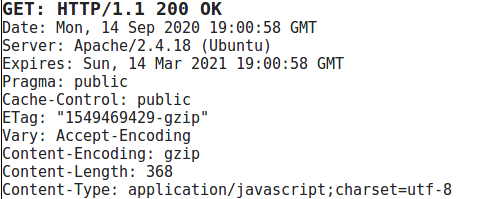 GET: HTTP/1.1 200 OK
Date: Mon, 14 Sep 2020 19:00:58 GMT
Server: Apache/2.4.18 (Ubuntu)
Expires: Sun, 14 Mar 2021 19:00:58 GMT
Pragma: public
Cache-Control: public
ETag: "1549469429-gzip"
Vary: Accept-Encoding
Content-Encoding: gzip
Content-Length: 368
Content-Type: application/javascript;charset=utf-8